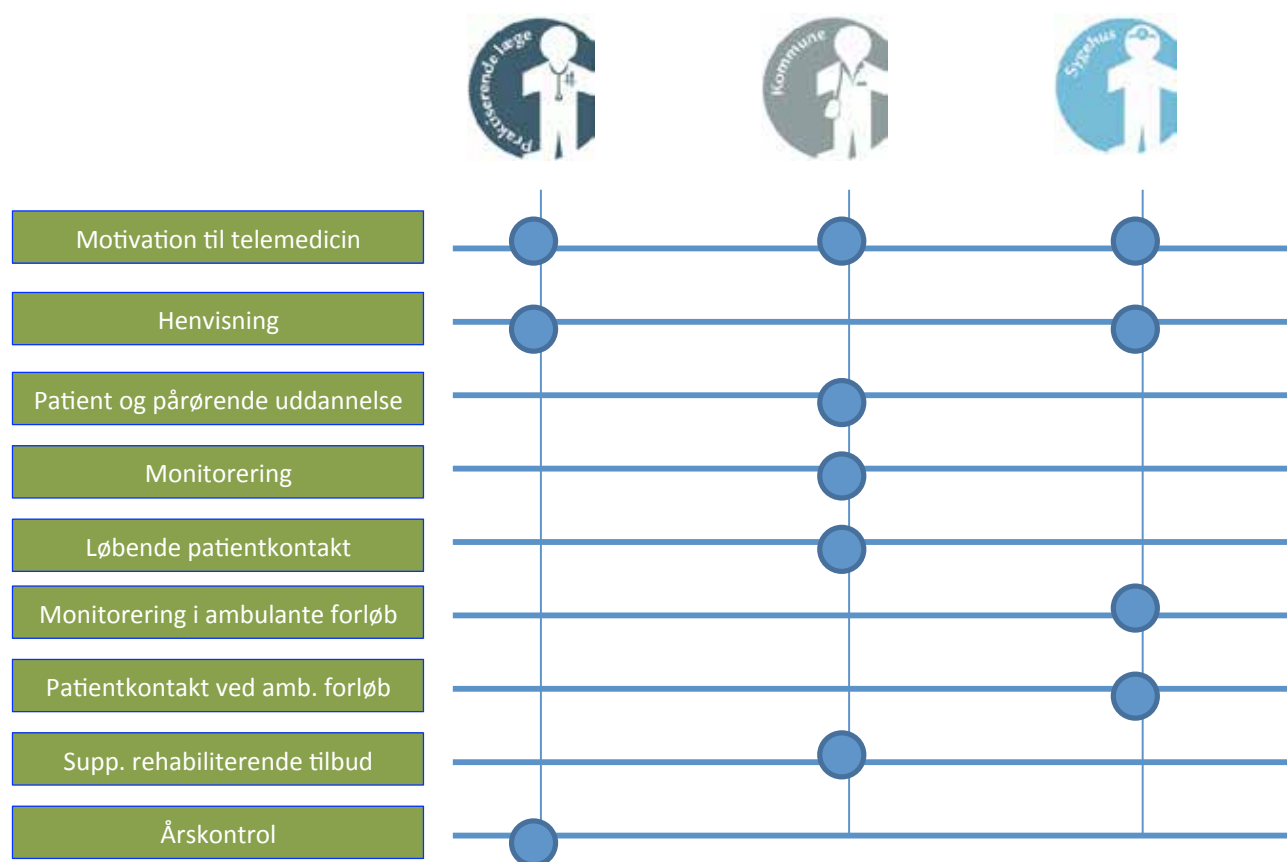 Praktiserende læge
Kommune
Sygehus
Motivation til telemedicin
Henvisning
Patient og pårørende uddannelse
Monitorering
Løbende patientkontakt
Monitorering i ambulante forløb
Patientkontakt ved amb. forløb
Supp. rehabiliterende tilbud
Årskontrol